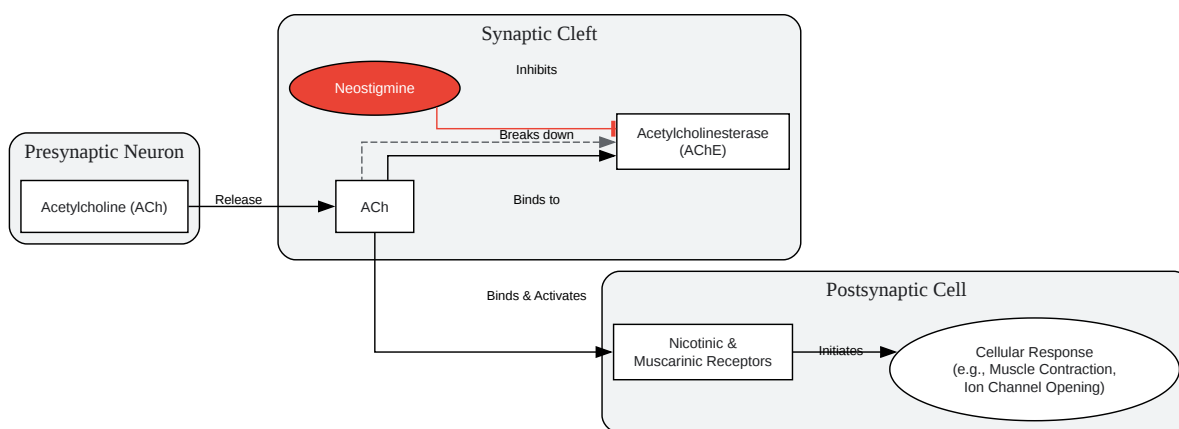 Synaptic Cleft
Inhibits
Neostigmine
Breaks down
Acetylcholinesterase
(AChE)
Presynaptic Neuron
Acetylcholine (ACh)
Release
ACh
Binds to
Binds & Activates
Postsynaptic Cell
Nicotinic &
Muscarinic Receptors
Initiates
Cellular Response
(e.g., Muscle Contraction,
Ion Channel Opening)